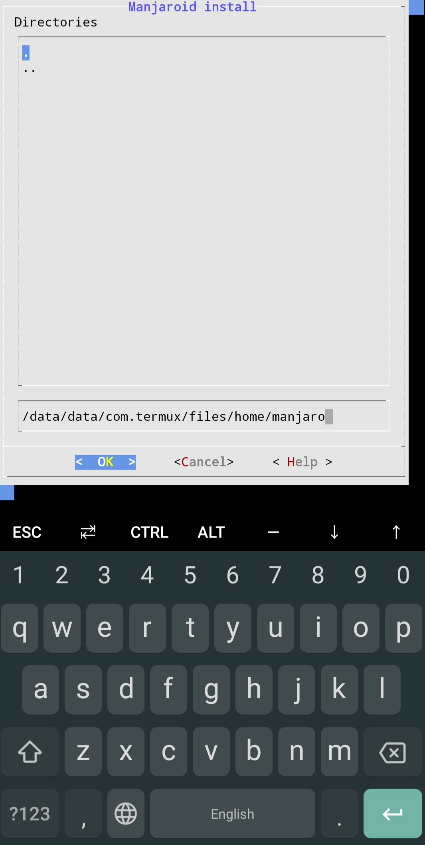 Manjaroid install
Directories
.
..
/data/data/com.termux/files/home/manjaro
< OK > <Cancel> < Help >
ESC ⇄ CTRL ALT — ↓ ↑
1 2 3 4 5 6 7 8 9 0
q w e r t y u i o p
a s d f g h j k l
z x c v b n m
?123 , English .